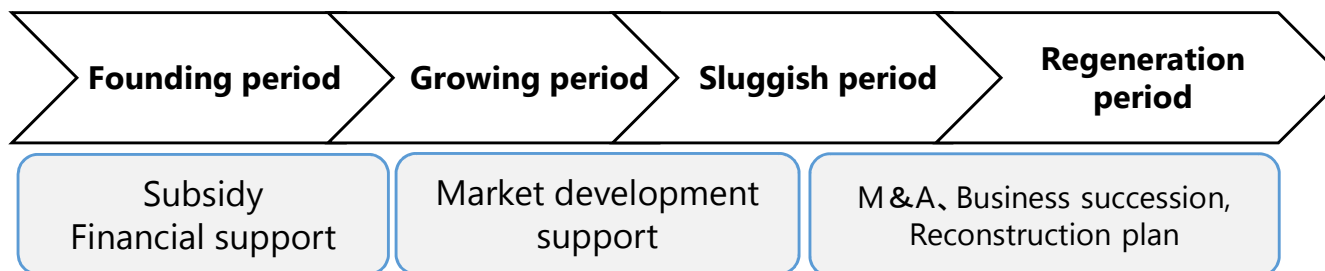 Founding period
Growing period
Sluggish period
Regeneration
period
Subsidy
Financial support
Market development
support
M&A、Business succession,
Reconstruction plan